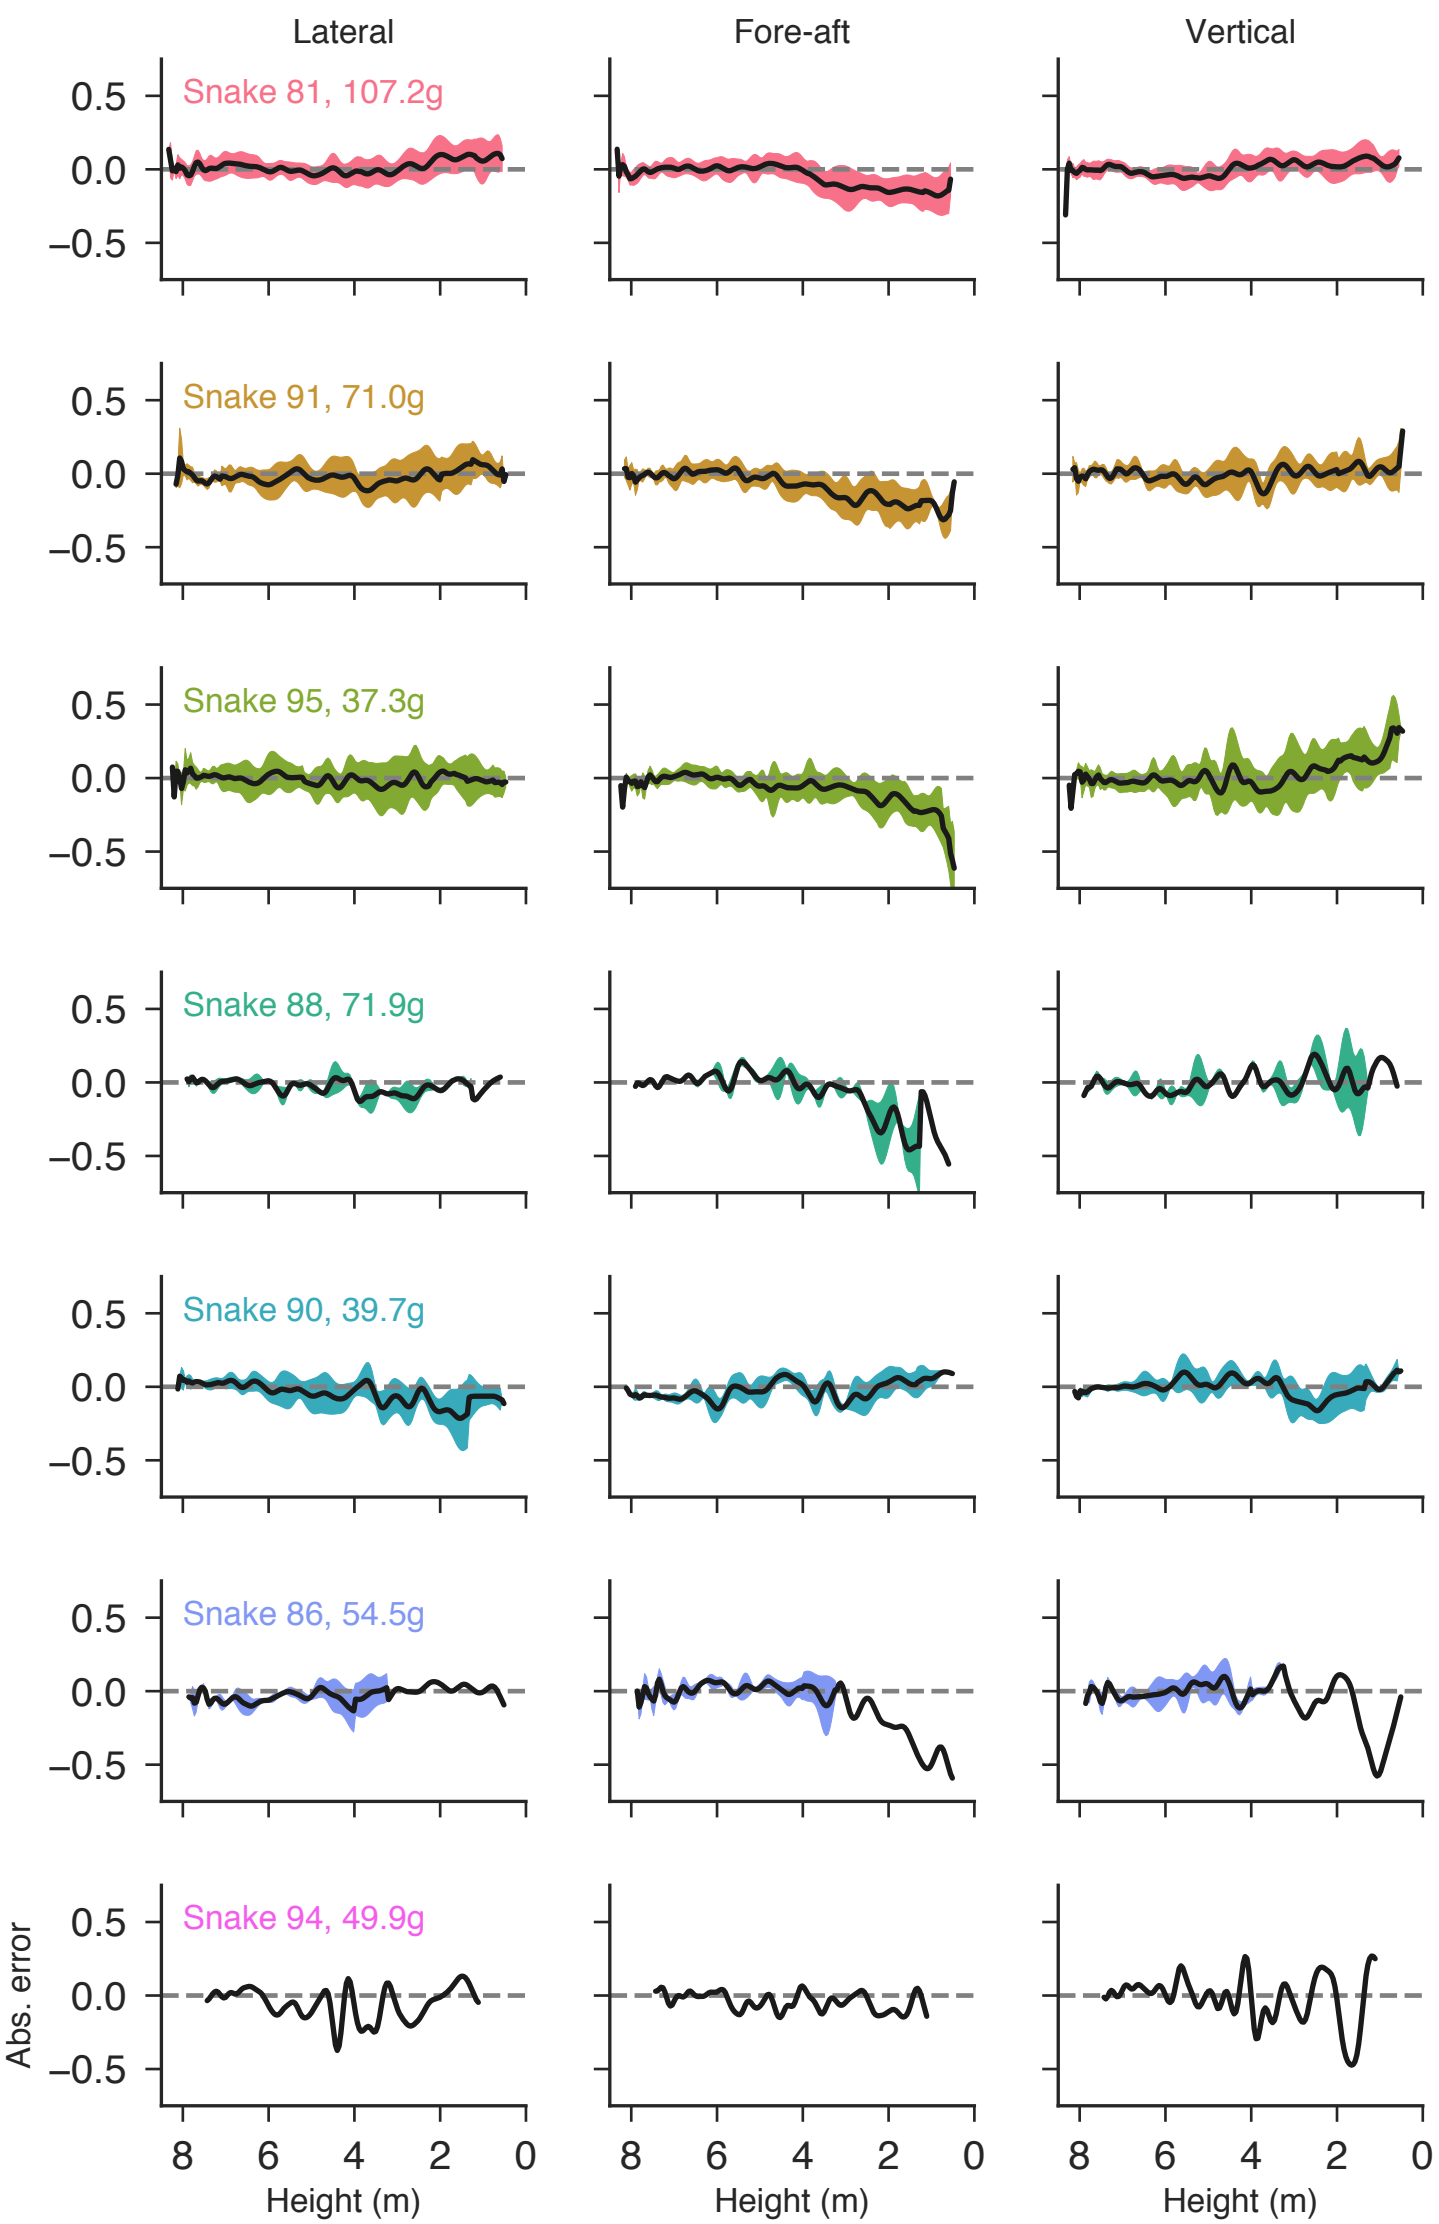 Lateral Fore-aft Vertical
Snake 81, 107.2g
0.5
0.0
−0.5
Snake 91, 71.0g
0.5
0.0
−0.5
Snake 95, 37.3g
0.5
0.0
−0.5
Snake 88, 71.9g
0.5
0.0
−0.5
Snake 90, 39.7g
0.5
0.0
−0.5
Snake 86, 54.5g
0.5
0.0
−0.5
Snake 94, 49.9g
0.5
0.0
−0.5
Abs. error
8 6 4 2 0 8 6 4 2 0 8 6 4 2 0
Height (m) Height (m) Height (m)